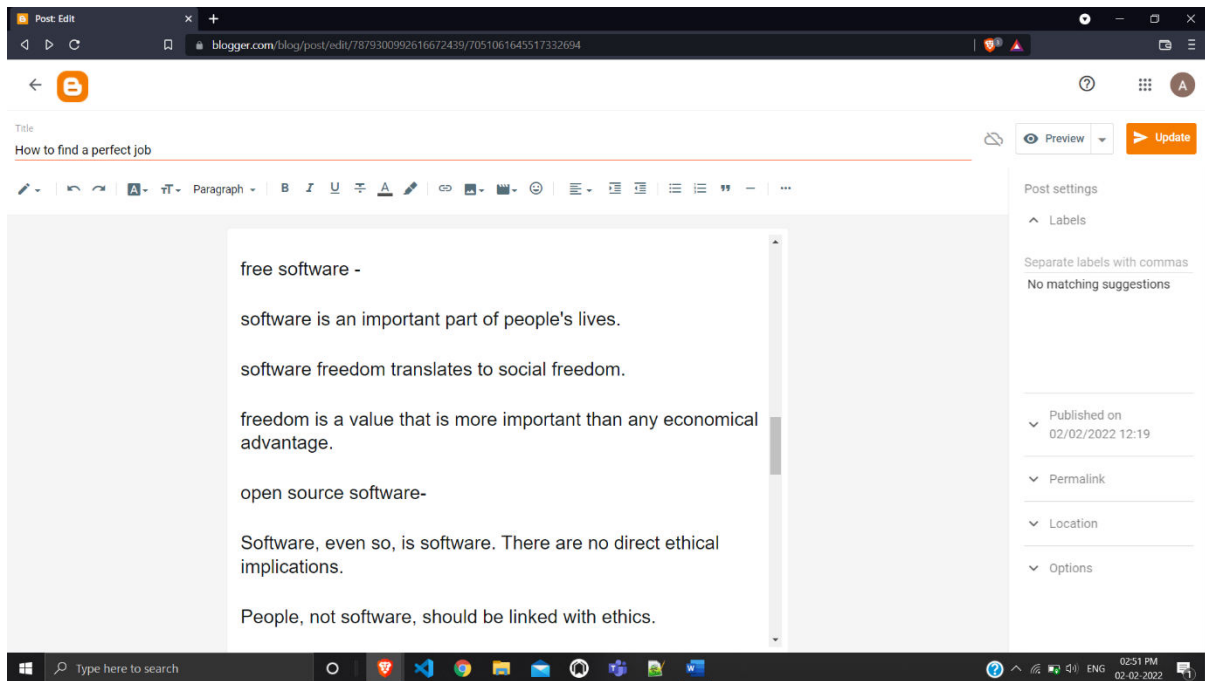 Post: Edit
blogger.com/blog/post/edit/7879300992616672439/7051061645517332694
Title
How to find a perfect job
Preview
Update
Paragraph
B I U A
Post settings
Labels
Separate labels with commas
No matching suggestions
Published on
02/02/2022 12:19
Permalink
Location
Options
free software -
software is an important part of people's lives.
software freedom translates to social freedom.
freedom is a value that is more important than any economical
advantage.
open source software-
Software, even so, is software. There are no direct ethical
implications.
People, not software, should be linked with ethics.
Type here to search
ENG
02:51 PM
02-02-2022